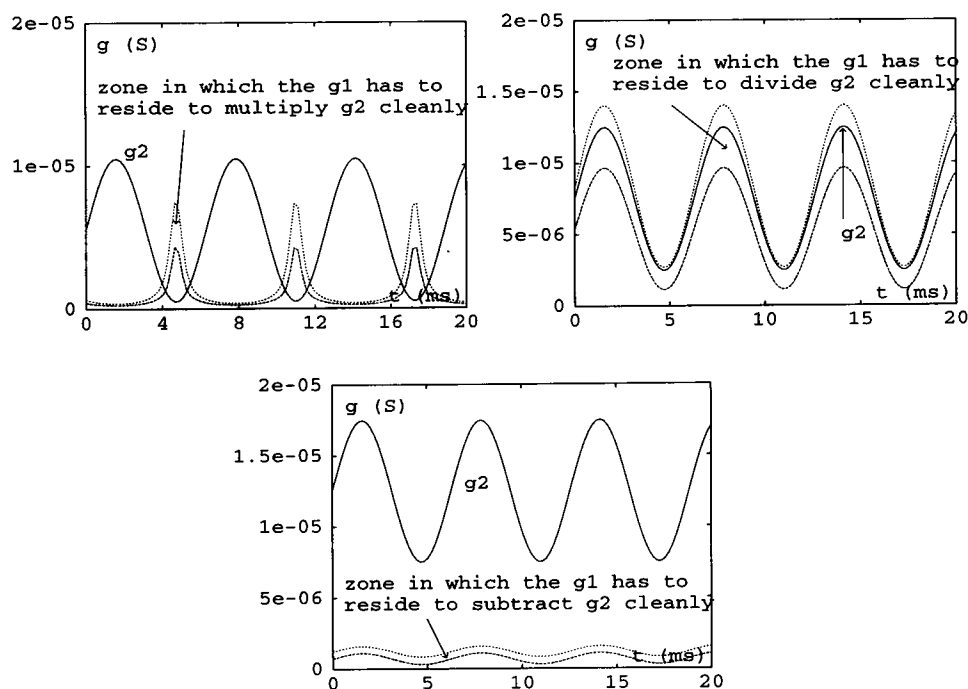 2e-05
g (S)
zone in which the g1 has to
reside to multiply g2 cleanly
g2
1e-05
0
t (ms)
0 4 8 12 16 20
2e-05
g (S)
zone in which the g1 has to
reside to divide g2 cleanly
1.5e-05
1e-05
5e-06
g2
0
t (ms)
0 5 10 15 20
2e-05
g (S)
1.5e-05
g2
1e-05
zone in which the g1 has to
5e-06
reside to subtract g2 cleanly
0
t (ms)
0 5 10 15 20